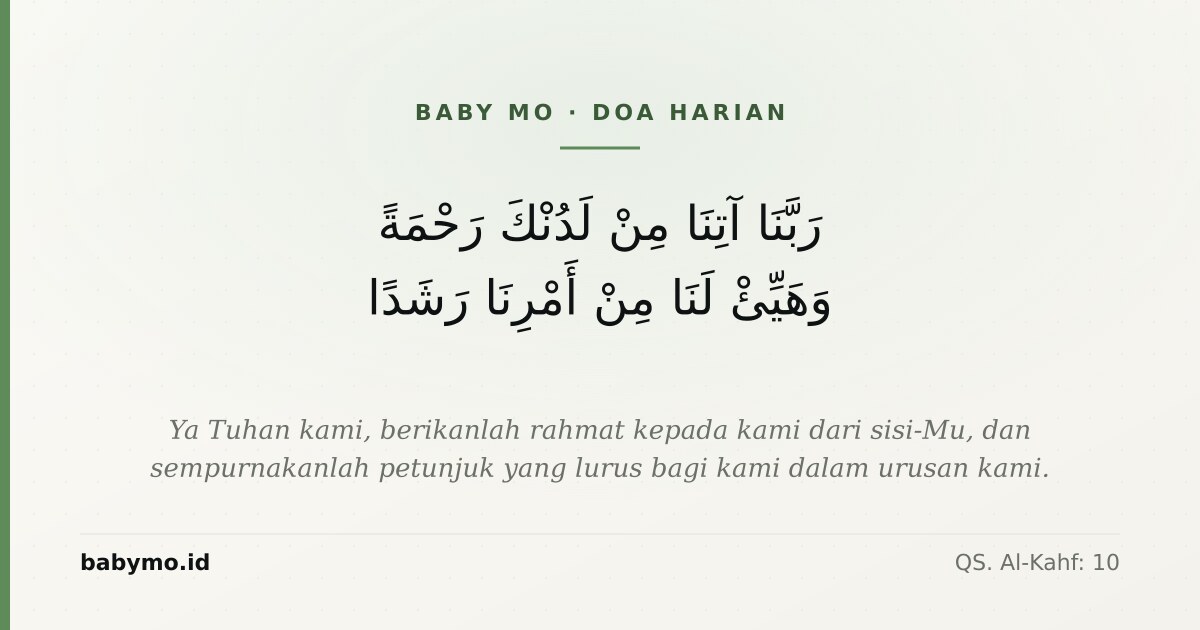 BABY MO · DOA HARIAN
رَبَّنَا آتِنَا مِنْ لَدُنْكَ رَحْمَةً
وَهَيِّئْ لَنَا مِنْ أَمْرِنَا رَشَدًا
Ya Tuhan kami, berikanlah rahmat kepada kami dari sisi-Mu, dan
sempurnakanlah petunjuk yang lurus bagi kami dalam urusan kami.
babymo.id
QS. Al-Kahf: 10